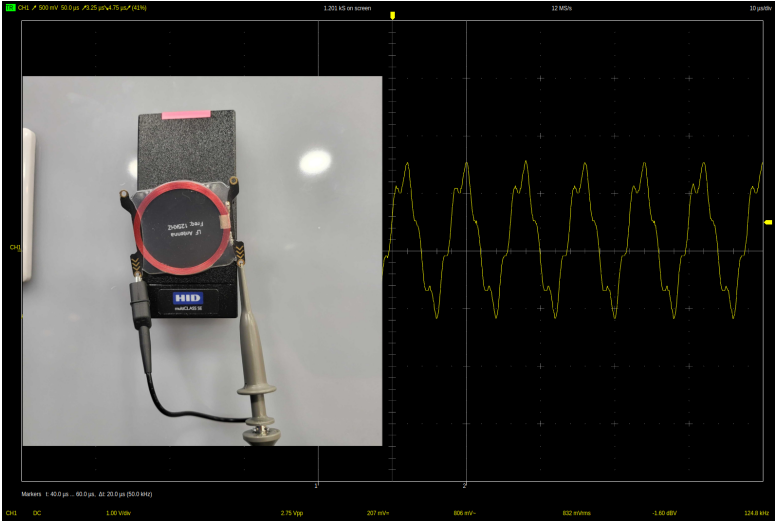 TD CH1 ↗ 500 mV 50.0 µs ↗3.25 µs↘4.75 µs↗ (41%) 1.201 kS on screen 12 MS/s 10 µs/div
LF Antenna
Freq: 125KHZ
CH1
HID
multiCLASS SE
Markers t: 40.0 µs ... 60.0 µs, Δt: 20.0 µs (50.0 kHz)
1 2
CH1 DC 1.00 V/div 2.75 Vpp 207 mV= 806 mV~ 832 mVrms -1.60 dBV 124.8 kHz